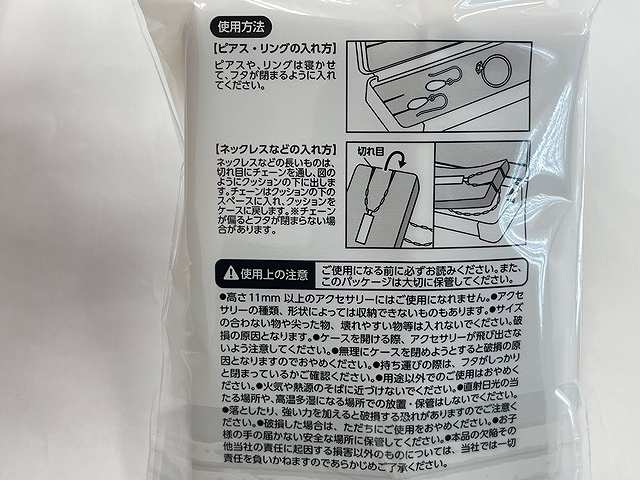 使用方法
【ピアス・リングの入れ方】
ピアスや、リングは寝かせ
て、フタが閉まるように入れ
てください。
【ネックレスなどの入れ方】
ネックレスなどの長いものは、
切れ目にチェーンを通し、図の
ようにクッションの下に出しま
す。チェーンはクッションの下の
スペースに入れ、クッションを
ケースに戻します。※チェーン
が偏るとフタが閉まらない場
合があります。
切れ目
使用上の注意
ご使用になる前に必ずお読みください。また、
このパッケージは大切に保管してください。
●高さ11mm以上のアクセサリーにはご使用になれません。●アクセ
サリーの種類、形状によっては収納できないものもあります。●サイズ
の合わない物や尖った物、壊れやすい物等は入れないでください。破
損の原因となります。●ケースを開ける際、アクセサリーが飛び出さな
いよう注意してください。●無理にケースを閉めようとすると破損の原
因となりますのでおやめください。●持ち運びの際は、フタがしっかり
と閉まっているかご確認ください。●用途以外でのご使用はおやめく
ださい。●火気や熱源のそばに近づけないでください。●直射日光の当
たる場所や、高温多湿になる場所での放置・保管はしないでください。
●落としたり、強い力を加えると破損する恐れがありますのでご注意く
ださい。●破損した場合は、ただちにご使用をおやめください。●お子
様の手の届かない安全な場所に保管してください。●本品の欠陥その
他当社の責任に起因する損害以外のものについては、当社では一切
責任を負いかねますのであらかじめご了承ください。